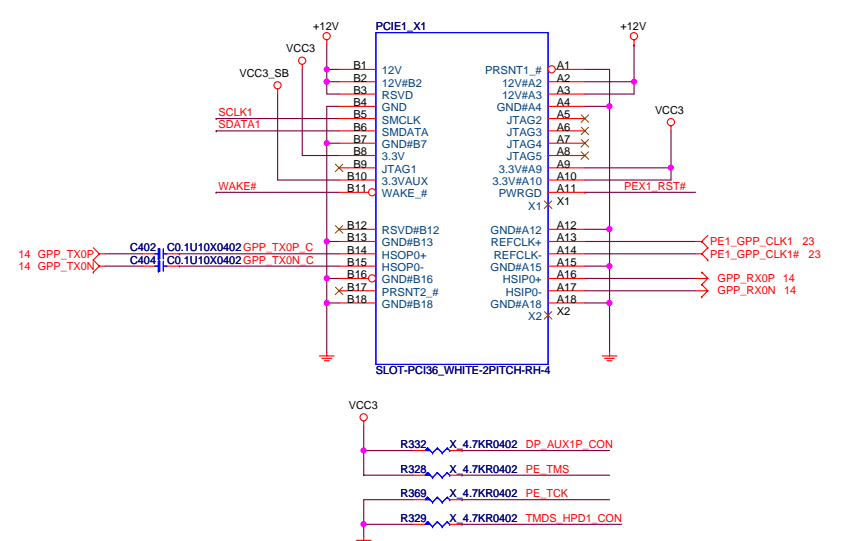 +12V PCIE1_X1 +12V
VCC3
VCC3_SB
B1 12V PRSNT1_# A1
B2 12V#B2 12V#A2 A2
B3 RSVD 12V#A3 A3
B4 GND GND#A4 A4
VCC3
SCLK1 B5 SMCLK JTAG2 A5
SDATA1 B6 SMDATA JTAG3 A6
B7 GND#B7 JTAG4 A7
B8 3.3V JTAG5 A8
B9 JTAG1 3.3V#A9 A9
B10 3.3VAUX 3.3V#A10 A10
WAKE# B11 WAKE_# PWRGD A11 PEX1_RST#
X1 X1
B12 RSVD#B12 GND#A12 A12
B13 GND#B13 REFCLK+ A13 PE1_GPP_CLK1 23
14 GPP_TX0P C402 C0.1U10X0402 GPP_TX0P_C B14 HSOP0+ REFCLK- A14 PE1_GPP_CLK1# 23
14 GPP_TX0N C404 C0.1U10X0402 GPP_TX0N_C B15 HSOP0- GND#A15 A15
B16 GND#B16 HSIP0+ A16 GPP_RX0P 14
B17 PRSNT2_# HSIP0- A17 GPP_RX0N 14
B18 GND#B18 GND#A18 A18
X2 X2
SLOT-PCI36_WHITE-2PITCH-RH-4
VCC3
R332 X_4.7KR0402 DP_AUX1P_CON
R328 X_4.7KR0402 PE_TMS
R369 X_4.7KR0402 PE_TCK
R329 X_4.7KR0402 TMDS_HPD1_CON